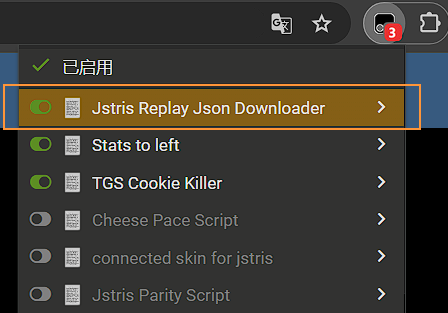 3
已启用
Jstris Replay Json Downloader
Stats to left
TGS Cookie Killer
Cheese Pace Script
connected skin for jstris
Jstris Parity Script